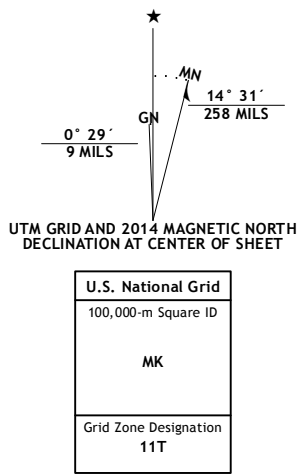 ★
MN
GN
14° 31´
258 MILS
0° 29´
9 MILS
UTM GRID AND 2014 MAGNETIC NORTH
DECLINATION AT CENTER OF SHEET
U.S. National Grid
100,000-m Square ID
MK
Grid Zone Designation
11T